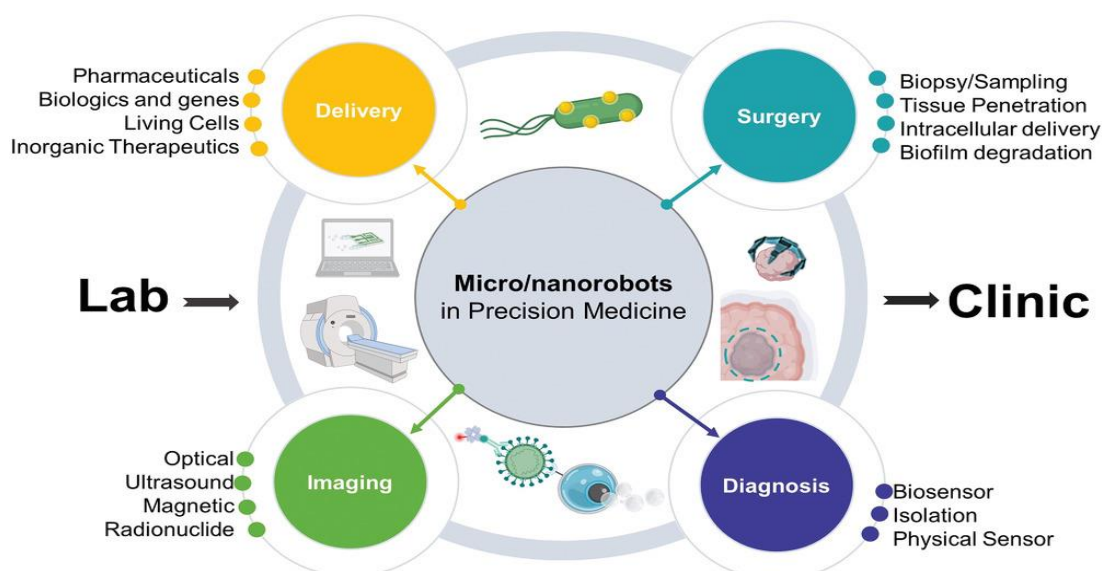 Pharmaceuticals
Biologics and genes
Living Cells
Inorganic Therapeutics
Delivery
Surgery
Biopsy/Sampling
Tissue Penetration
Intracellular delivery
Biofilm degradation
Lab
Micro/nanorobots
in Precision Medicine
Clinic
Optical
Ultrasound
Magnetic
Radionuclide
Imaging
Diagnosis
Biosensor
Isolation
Physical Sensor